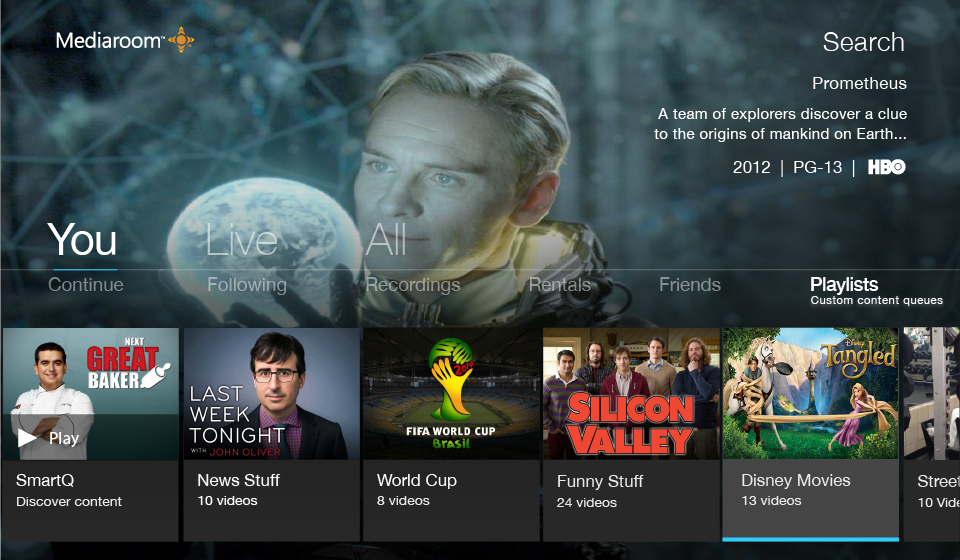 Mediaroom™
Search
Prometheus
A team of explorers discover a clue
to the origins of mankind on Earth...
2012 | PG-13 | HBO
You Live All
Continue Following Recordings Rentals Friends Playlists
Custom content queues
NEXT
GREAT
BAKER
Play
SmartQ
Discover content
LAST
WEEK
TONIGHT
WITH JOHN OLIVER
News Stuff
10 videos
2014
FIFA WORLD CUP
Brasil
World Cup
8 videos
SILICON
VALLEY
Funny Stuff
24 videos
Disney
Tangled
Disney Movies
13 videos
Street
10 Vide